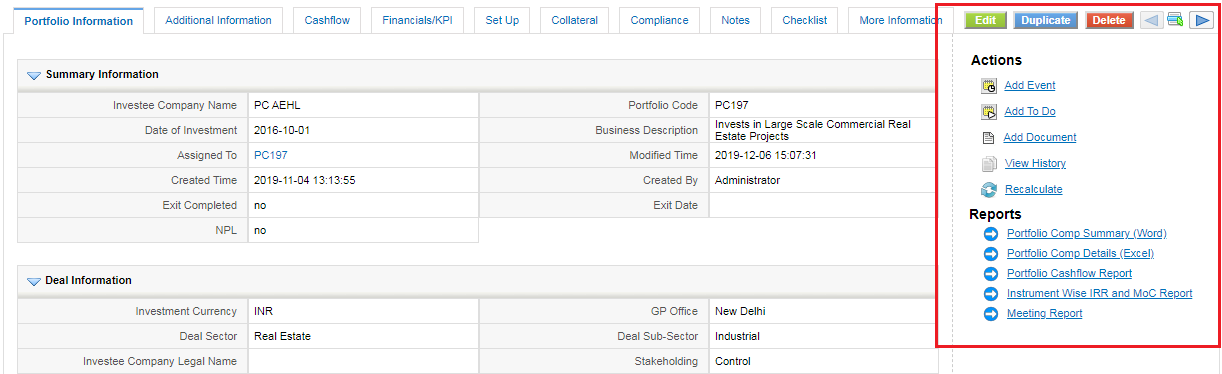 Portfolio Information Additional Information Cashflow Financials/KPI Set Up Collateral Compliance Notes Checklist More Information Edit Duplicate Delete
Summary Information
Investee Company Name PC AEHL Portfolio Code PC197
Date of Investment 2016-10-01 Business Description Invests in Large Scale Commercial Real
Estate Projects
Assigned To PC197 Modified Time 2019-12-06 15:07:31
Created Time 2019-11-04 13:13:55 Created By Administrator
Exit Completed no Exit Date
NPL no
Deal Information
Investment Currency INR GP Office New Delhi
Deal Sector Real Estate Deal Sub-Sector Industrial
Investee Company Legal Name Stakeholding Control
Actions
Add Event
Add To Do
Add Document
View History
Recalculate
Reports
Portfolio Comp Summary (Word)
Portfolio Comp Details (Excel)
Portfolio Cashflow Report
Instrument Wise IRR and MoC Report
Meeting Report